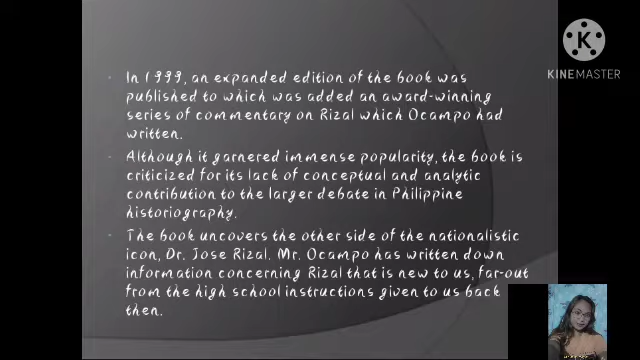 In 1999, an expanded edition of the book was
published to which was added an award-winning
series of commentary on Rizal which Ocampo had
written.
Although it garnered immense popularity, the book is
criticized for its lack of conceptual and analytic
contribution to the larger debate in Philippine
historiography.
The book uncovers the other side of the nationalistic
icon, Dr. Jose Rizal. Mr. Ocampo has written down
information concerning Rizal that is new to us, far-out
from the high school instructions given to us back
then.
K
KINEMASTER